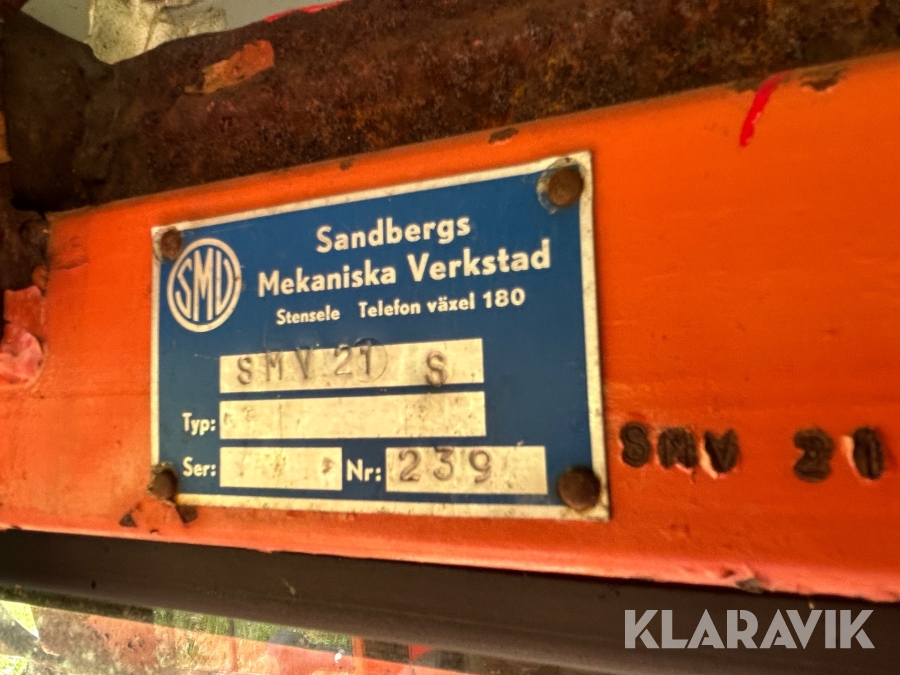 SMV
Sandbergs
Mekaniska Verkstad
Stensele Telefon växel 180
SMV 21 S
Typ:
Ser: Nr: 239
SMV 21
KLARAVIK